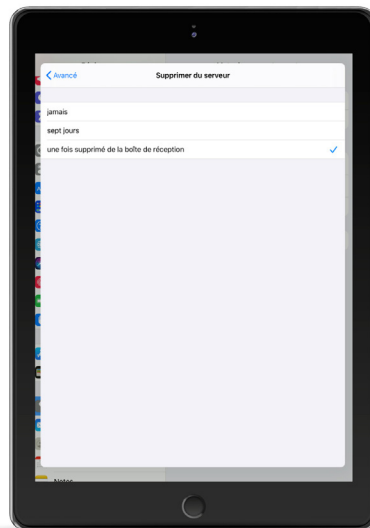 Avancé
Supprimer du serveur
jamais
sept jours
une fois supprimé de la boîte de réception
Notes